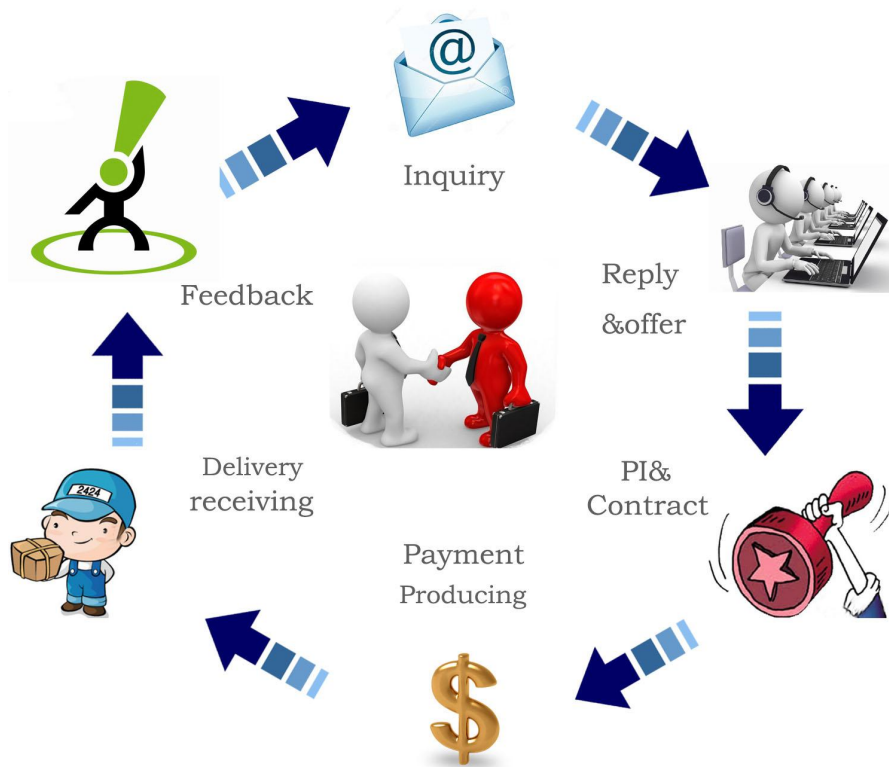 @
Inquiry
Reply
&offer
PI&
Contract
Payment
Producing
$
Delivery
receiving
2424
Feedback